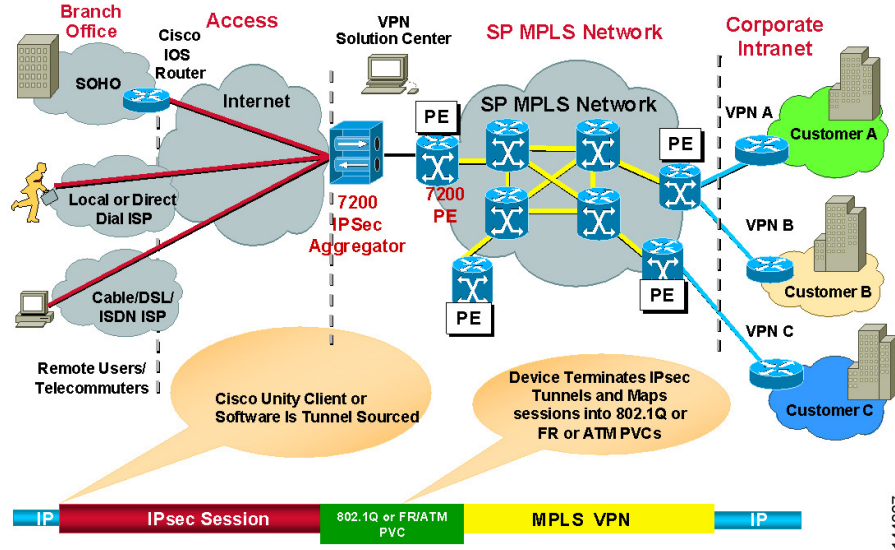 Branch
Office
Cisco
IOS
Router
Access
VPN
Solution Center
SP MPLS Network
Corporate
Intranet
SOHO
Internet
PE
SP MPLS Network
PE
VPN A
Customer A
Local or Direct
Dial ISP
7200
IPSec
Aggregator
7200
PE
VPN B
Customer B
Cable/DSL/
ISDN ISP
PE
PE
VPN C
Customer C
Remote Users/
Telecommuters
Cisco Unity Client or
Software Is Tunnel Sourced
Device Terminates IPsec
Tunnels and Maps
sessions into 802.1Q or
FR or ATM PVCs
IP
IPsec Session
802.1Q or FR/ATM
PVC
MPLS VPN
IP